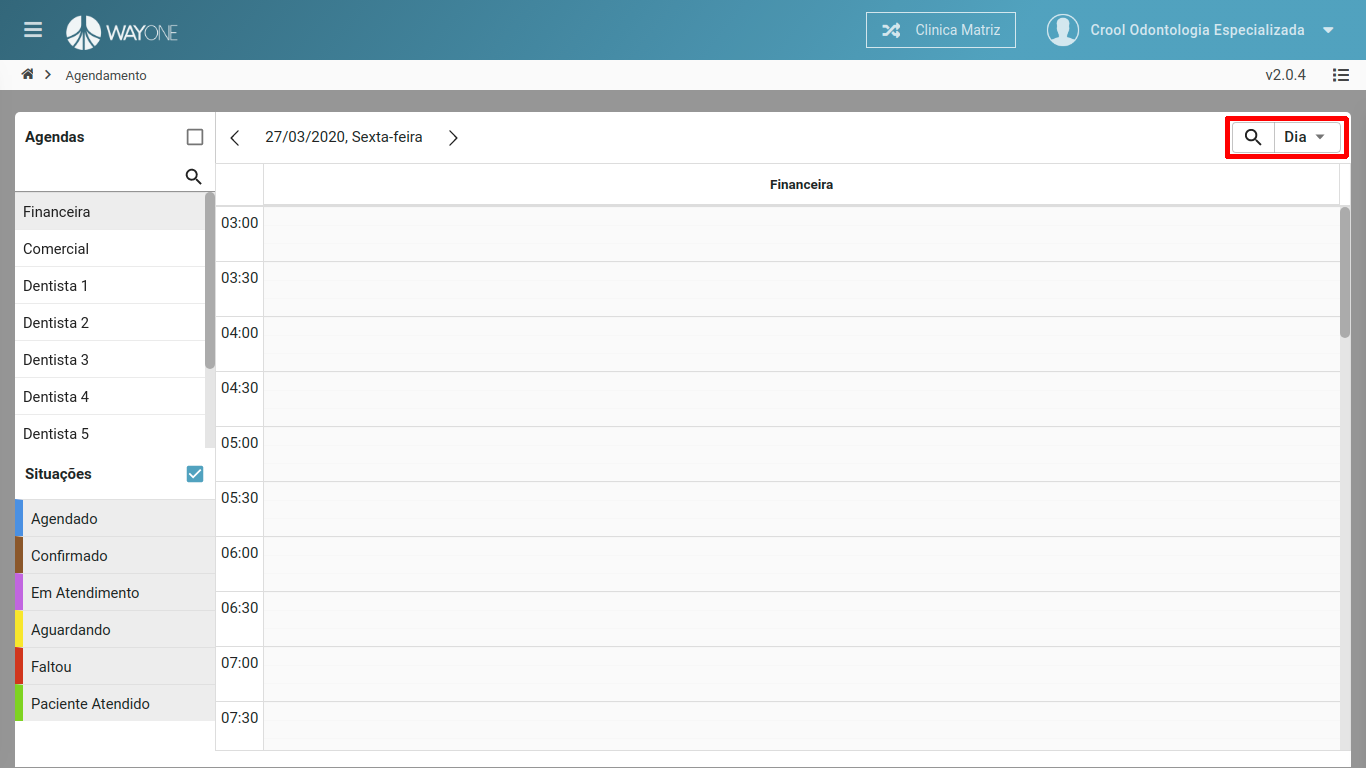 WAYONE
Clinica Matriz
Crool Odontologia Especializada
Agendamento
v2.0.4
Agendas
27/03/2020, Sexta-feira
Dia
Financeira
Financeira
Comercial
Dentista 1
Dentista 2
Dentista 3
Dentista 4
Dentista 5
Situações
Agendado
Confirmado
Em Atendimento
Aguardando
Faltou
Paciente Atendido
03:00
03:30
04:00
04:30
05:00
05:30
06:00
06:30
07:00
07:30